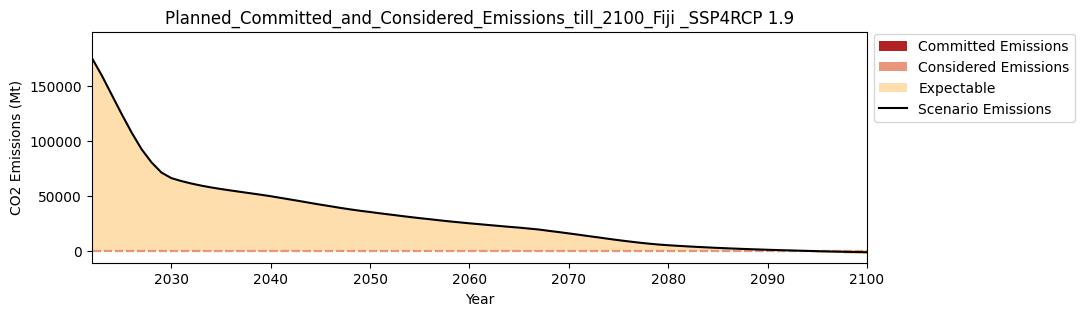 Planned_Committed_and_Considered_Emissions_till_2100_Fiji _SSP4RCP 1.9
Committed Emissions
Considered Emissions
Expectable
Scenario Emissions
CO2 Emissions (Mt)
150000
100000
50000
0
2030 2040 2050 2060 2070 2080 2090 2100
Year